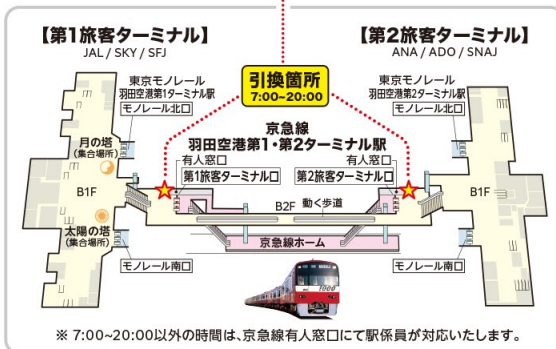 【第1旅客ターミナル】
JAL / SKY / SFJ
【第2旅客ターミナル】
ANA / ADO / SNAJ
引換箇所
7:00~20:00
東京モノレール
羽田空港第1ターミナル駅
モノレール北口
東京モノレール
羽田空港第2ターミナル駅
モノレール北口
京急線
羽田空港第1・第2ターミナル駅
月の塔
(集合場所)
有人窓口
第1旅客ターミナル口
有人窓口
第2旅客ターミナル口
B1F
B2F 動く歩道
B1F
太陽の塔
(集合場所)
京急線ホーム
モノレール南口
モノレール南口
1000
※ 7:00~20:00以外の時間は、京急線有人窓口にて駅係員が対応いたします。